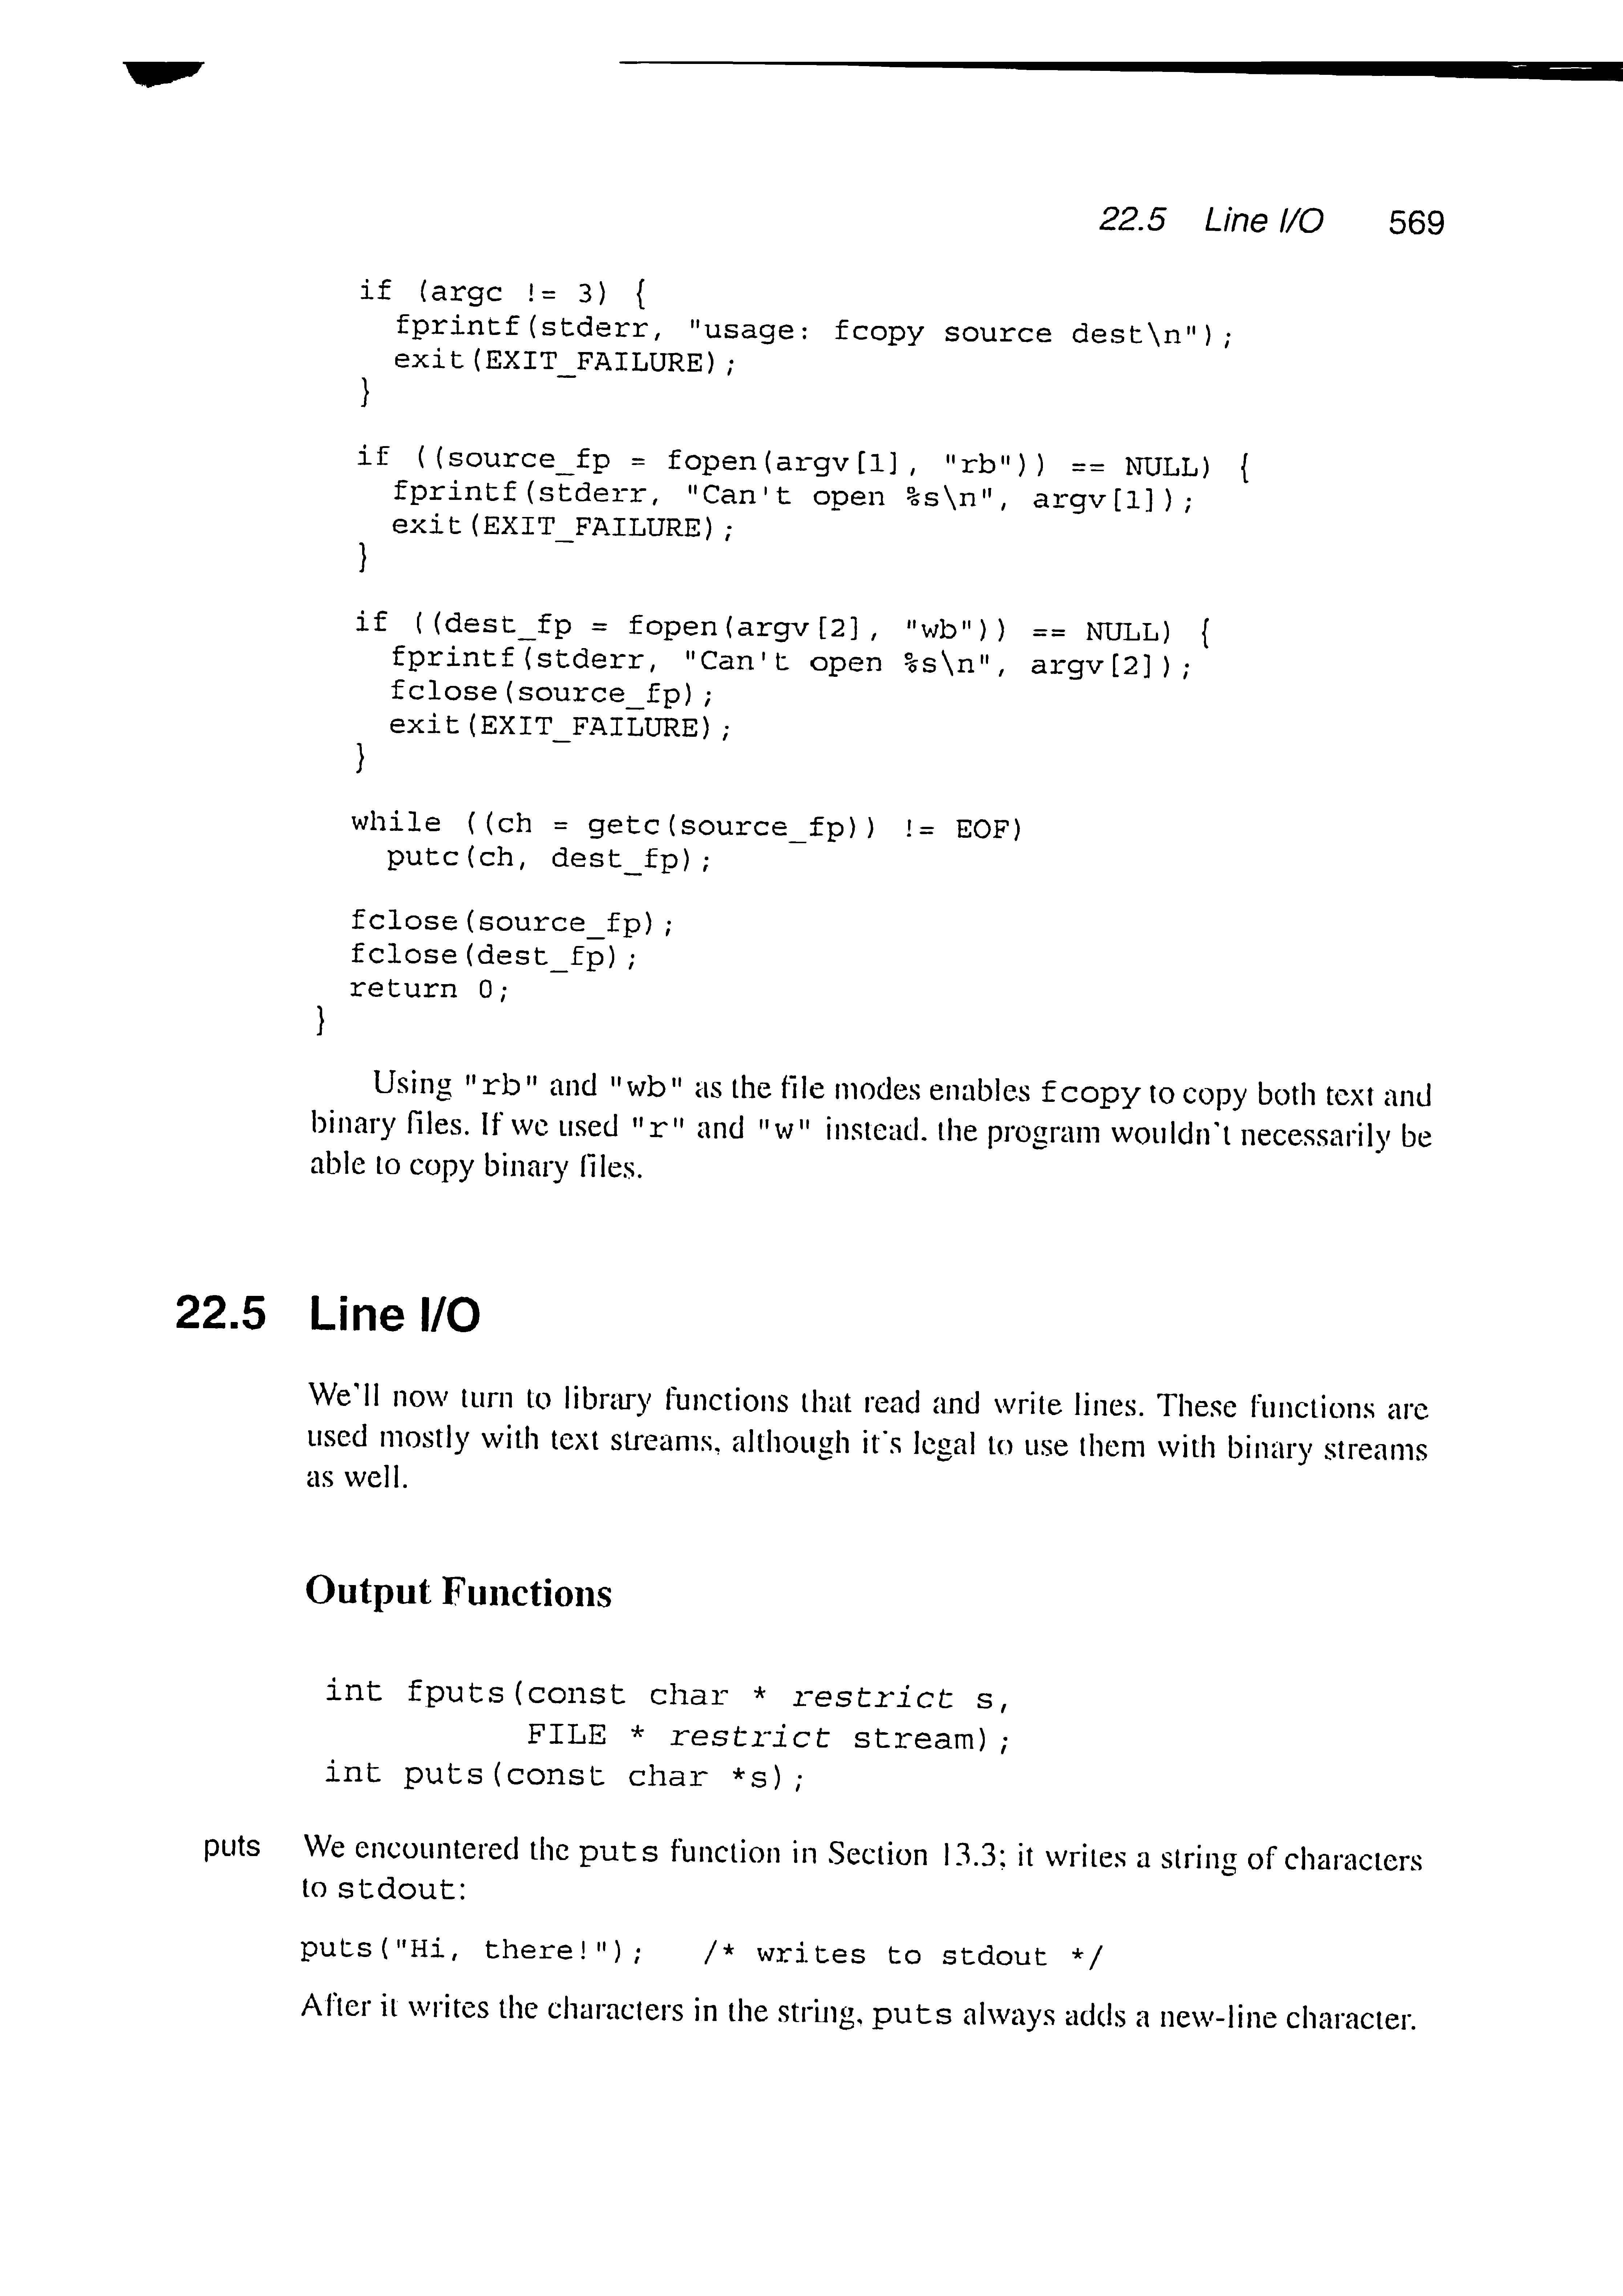 22.5 Line I/O 569
if (argc != 3) {
fprintf(stderr, "usage: fcopy source dest\n");
exit(EXIT_FAILURE);
}
if ((source_fp = fopen(argv[1], "rb")) == NULL) {
fprintf(stderr, "Can't open %s\n", argv[1]);
exit(EXIT_FAILURE);
}
if ((dest_fp = fopen(argv[2], "wb")) == NULL) {
fprintf(stderr, "Can't open %s\n", argv[2]);
fclose(source_fp);
exit(EXIT_FAILURE);
}
while ((ch = getc(source_fp)) != EOF)
putc(ch, dest_fp);
fclose(source_fp);
fclose(dest_fp);
return 0;
}
Using "rb" and "wb" as the file modes enables fcopy to copy both text and
binary files. If we used "r" and "w" instead, the program wouldn't necessarily be
able to copy binary files.
22.5 Line I/O
We'll now turn to library functions that read and write lines. These functions are
used mostly with text streams, although it's legal to use them with binary streams
as well.
Output Functions
int fputs(const char * restrict s,
FILE * restrict stream);
int puts(const char *s);
puts We encountered the puts function in Section 13.3; it writes a string of characters
to stdout:
puts("Hi, there!"); /* writes to stdout */
After it writes the characters in the string, puts always adds a new-line character.